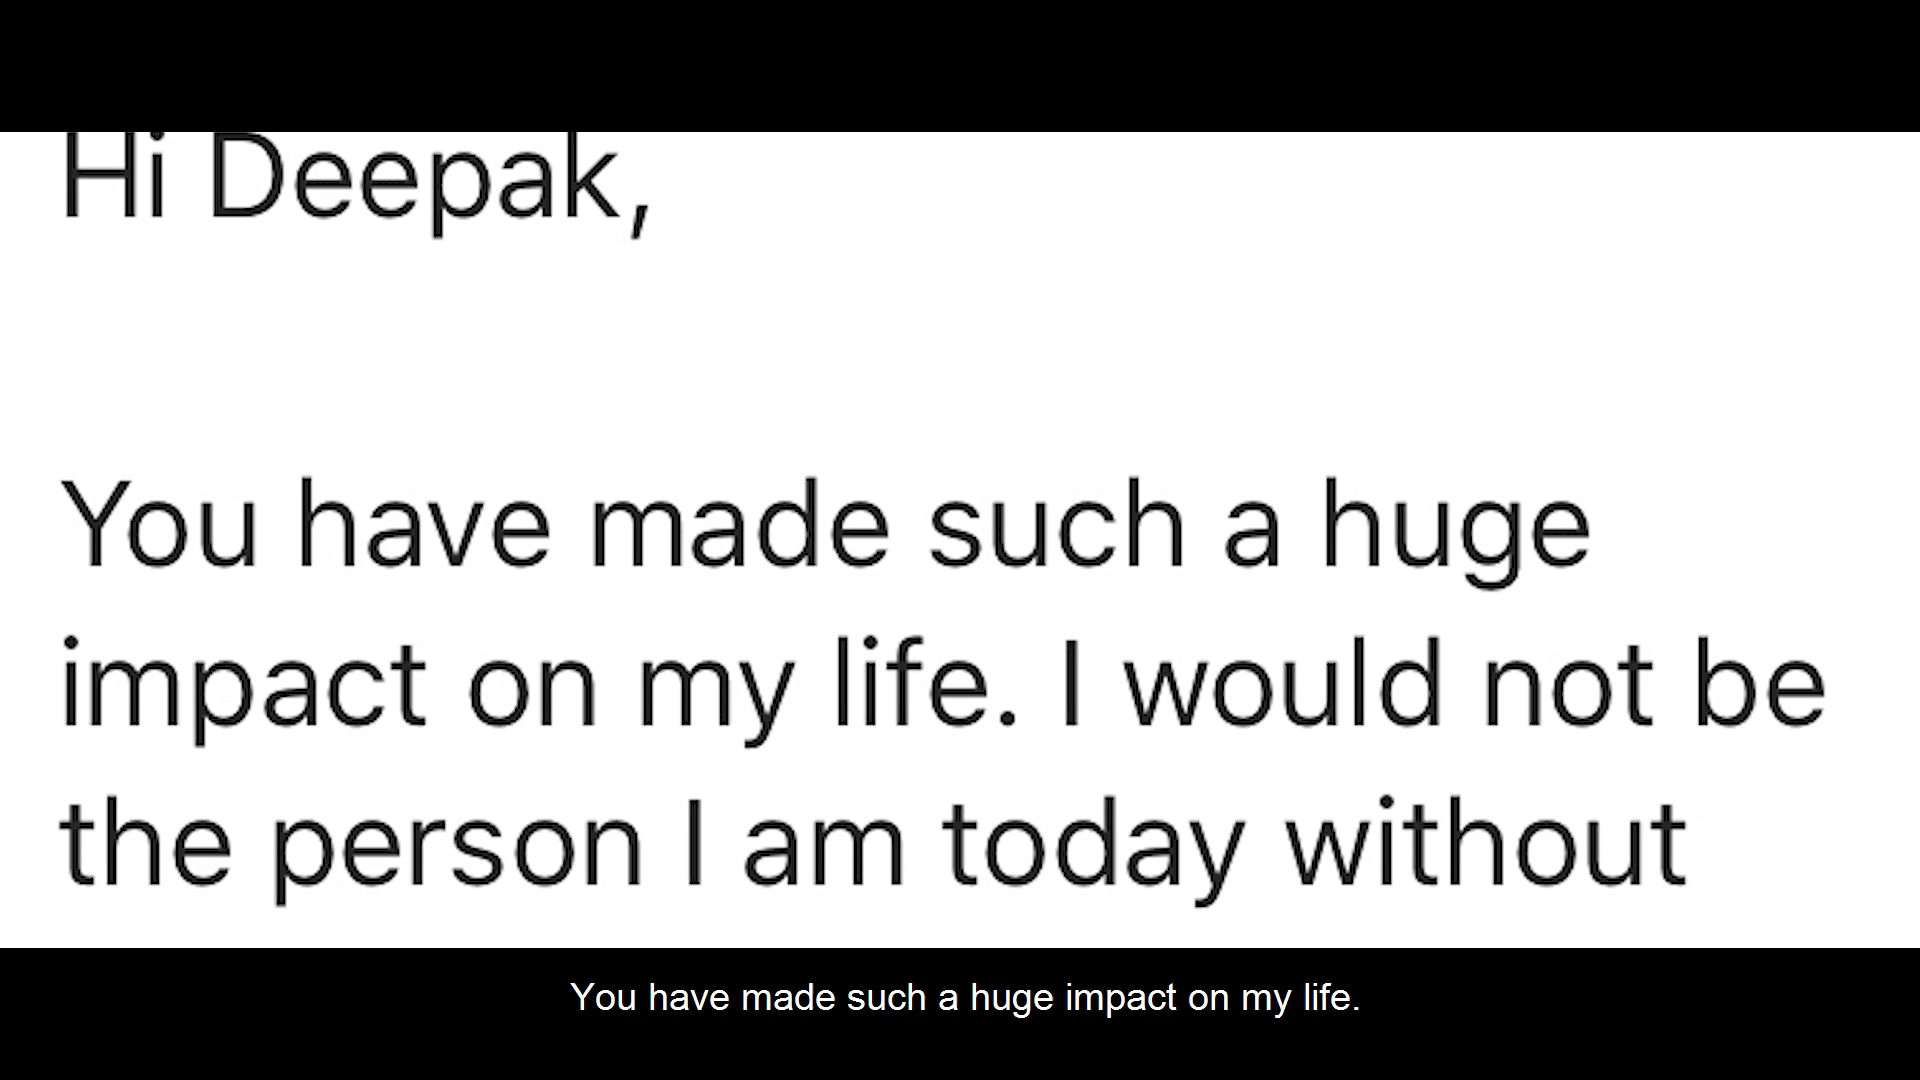 Hi Deepak,
You have made such a huge
impact on my life. I would not be
the person I am today without
You have made such a huge impact on my life.